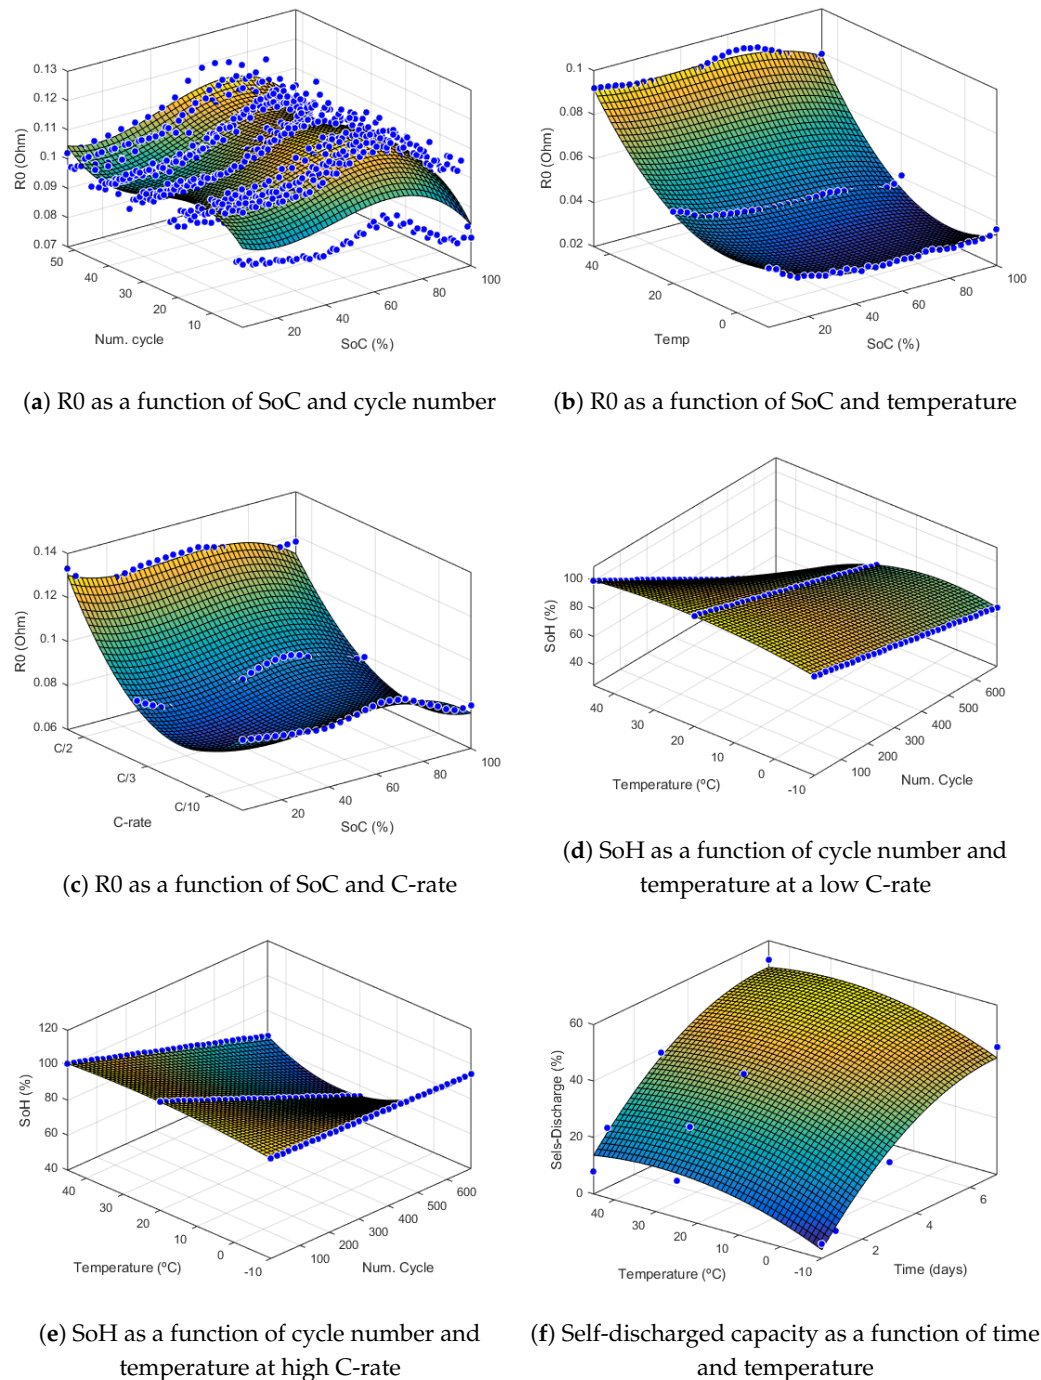 0.13
0.12
0.11
0.1
0.09
0.08
0.07
R0 (Ohm)
50
40
30
20
10
Num. cycle
20
40
60
80
100
SoC (%)
(a) R0 as a function of SoC and cycle number
0.1
0.08
0.06
0.04
0.02
R0 (Ohm)
40
20
0
Temp
20
40
60
80
100
SoC (%)
(b) R0 as a function of SoC and temperature
0.14
0.12
0.1
0.08
0.06
R0 (Ohm)
C/2
C/3
C/10
C-rate
20
40
60
80
100
SoC (%)
(c) R0 as a function of SoC and C-rate
100
80
60
40
SoH (%)
40
30
20
10
0
-10
Temperature (ºC)
100
200
300
400
500
600
Num. Cycle
(d) SoH as a function of cycle number and
temperature at a low C-rate
120
100
80
60
40
SoH (%)
40
30
20
10
0
-10
Temperature (ºC)
100
200
300
400
500
600
Num. Cycle
(e) SoH as a function of cycle number and
temperature at high C-rate
60
40
20
0
Sels-Discharge (%)
40
30
20
10
0
-10
Temperature (ºC)
2
4
6
Time (days)
(f) Self-discharged capacity as a function of time
and temperature